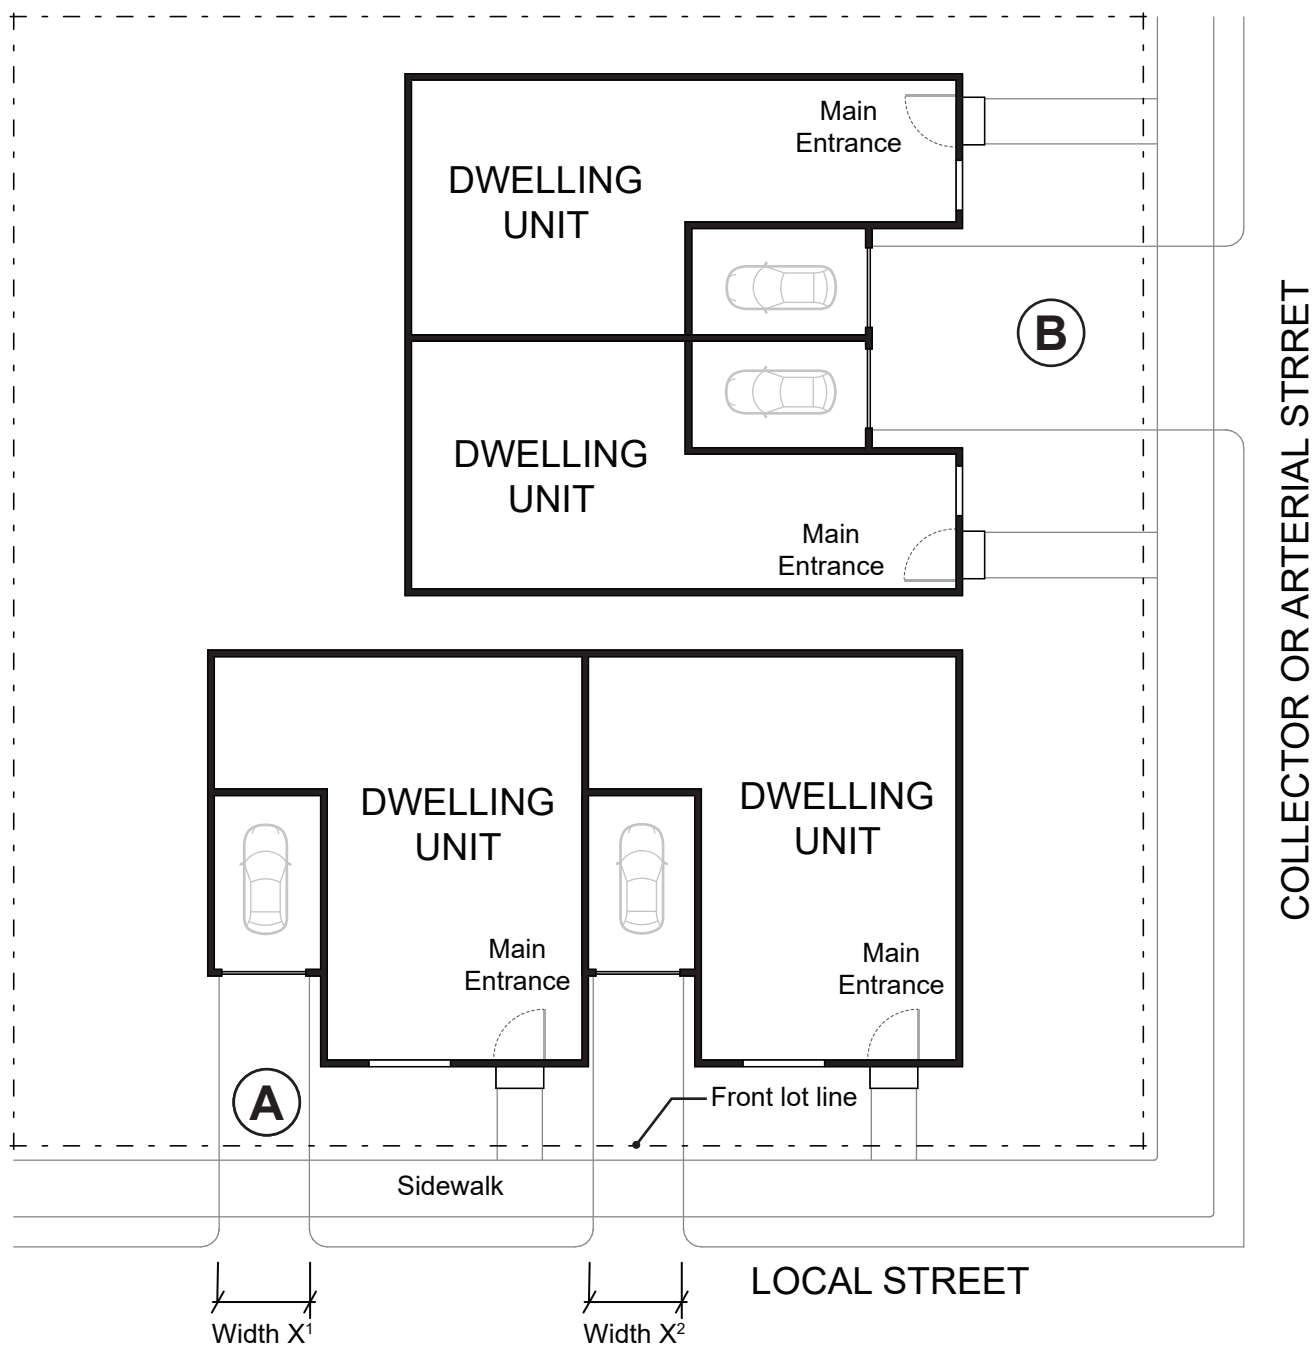 Main
Entrance
DWELLING
UNIT
B
COLLECTOR OR ARTERIAL STRRET
DWELLING
UNIT
Main
Entrance
DWELLING
UNIT
DWELLING
UNIT
Main
Entrance
Main
Entrance
A
Front lot line
Sidewalk
LOCAL STREET
Width X¹
Width X²